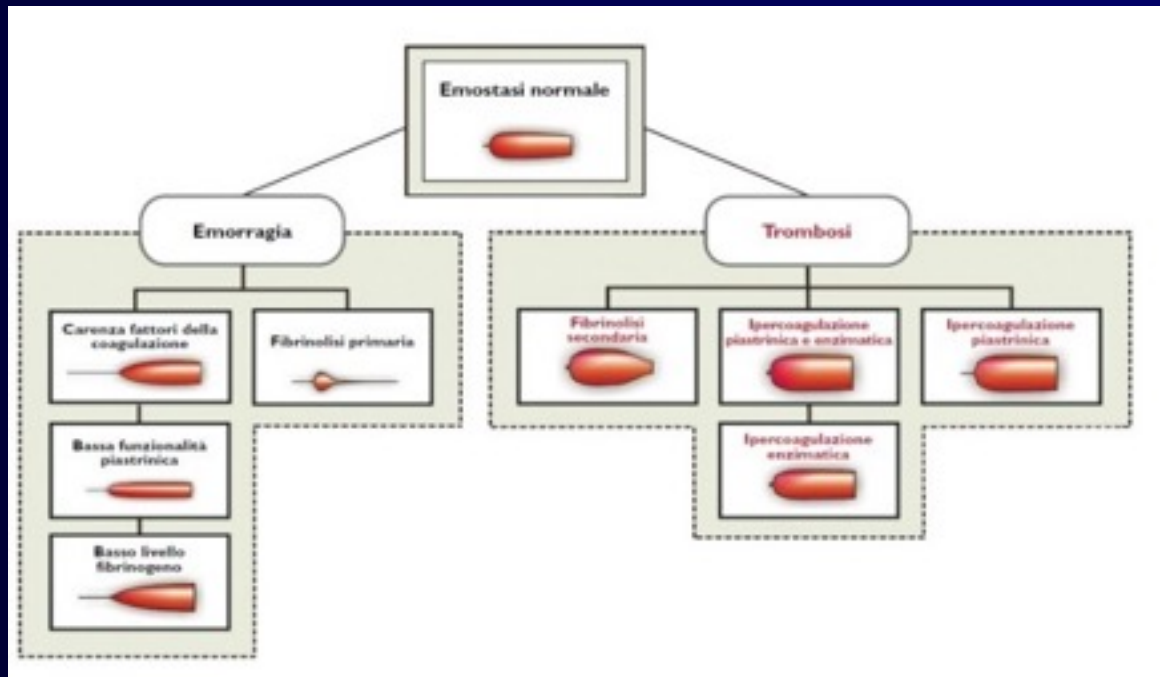 Emostasi normale
Emorragia
Trombosi
Carenza fattori della
coagulazione
Fibrinolisi primaria
Bassa funzionalità
piastrinica
Basso livello
fibrinogeno
Fibrinolisi
secondaria
Ipercoagulazione
piastrinica e enzimatica
Ipercoagulazione
piastrinica
Ipercoagulazione
enzimatica